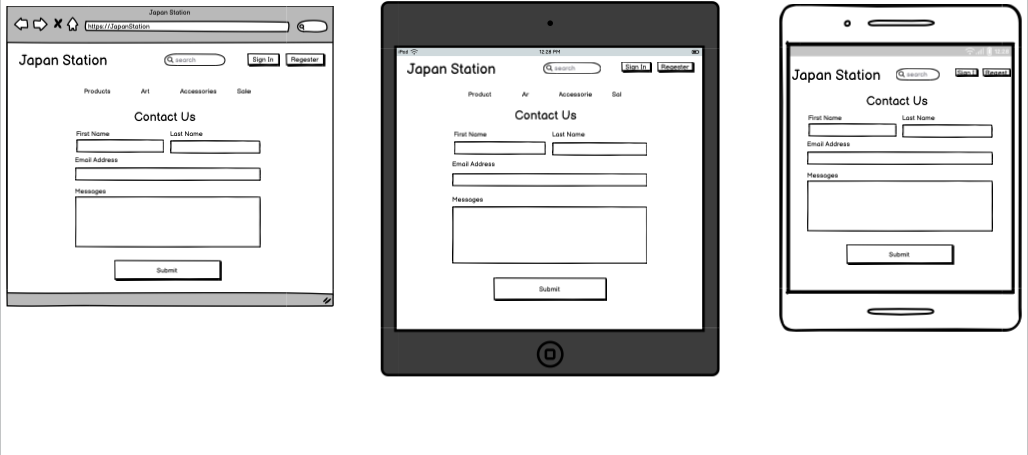 Japan Station
https://JapanStation
Japan Station
search
Sign In
Regester
Products
Art
Accessories
Sale
Contact Us
First Name
Last Name
Email Address
Messages
Submit
iPad
12:28 PM
Japan Station
search
Sign In
Regester
Product
Ar
Accessorie
Sal
Contact Us
First Name
Last Name
Email Address
Messages
Submit
12:28
Japan Station
search
Sign I
Regest
Contact Us
First Name
Last Name
Email Address
Messages
Submit